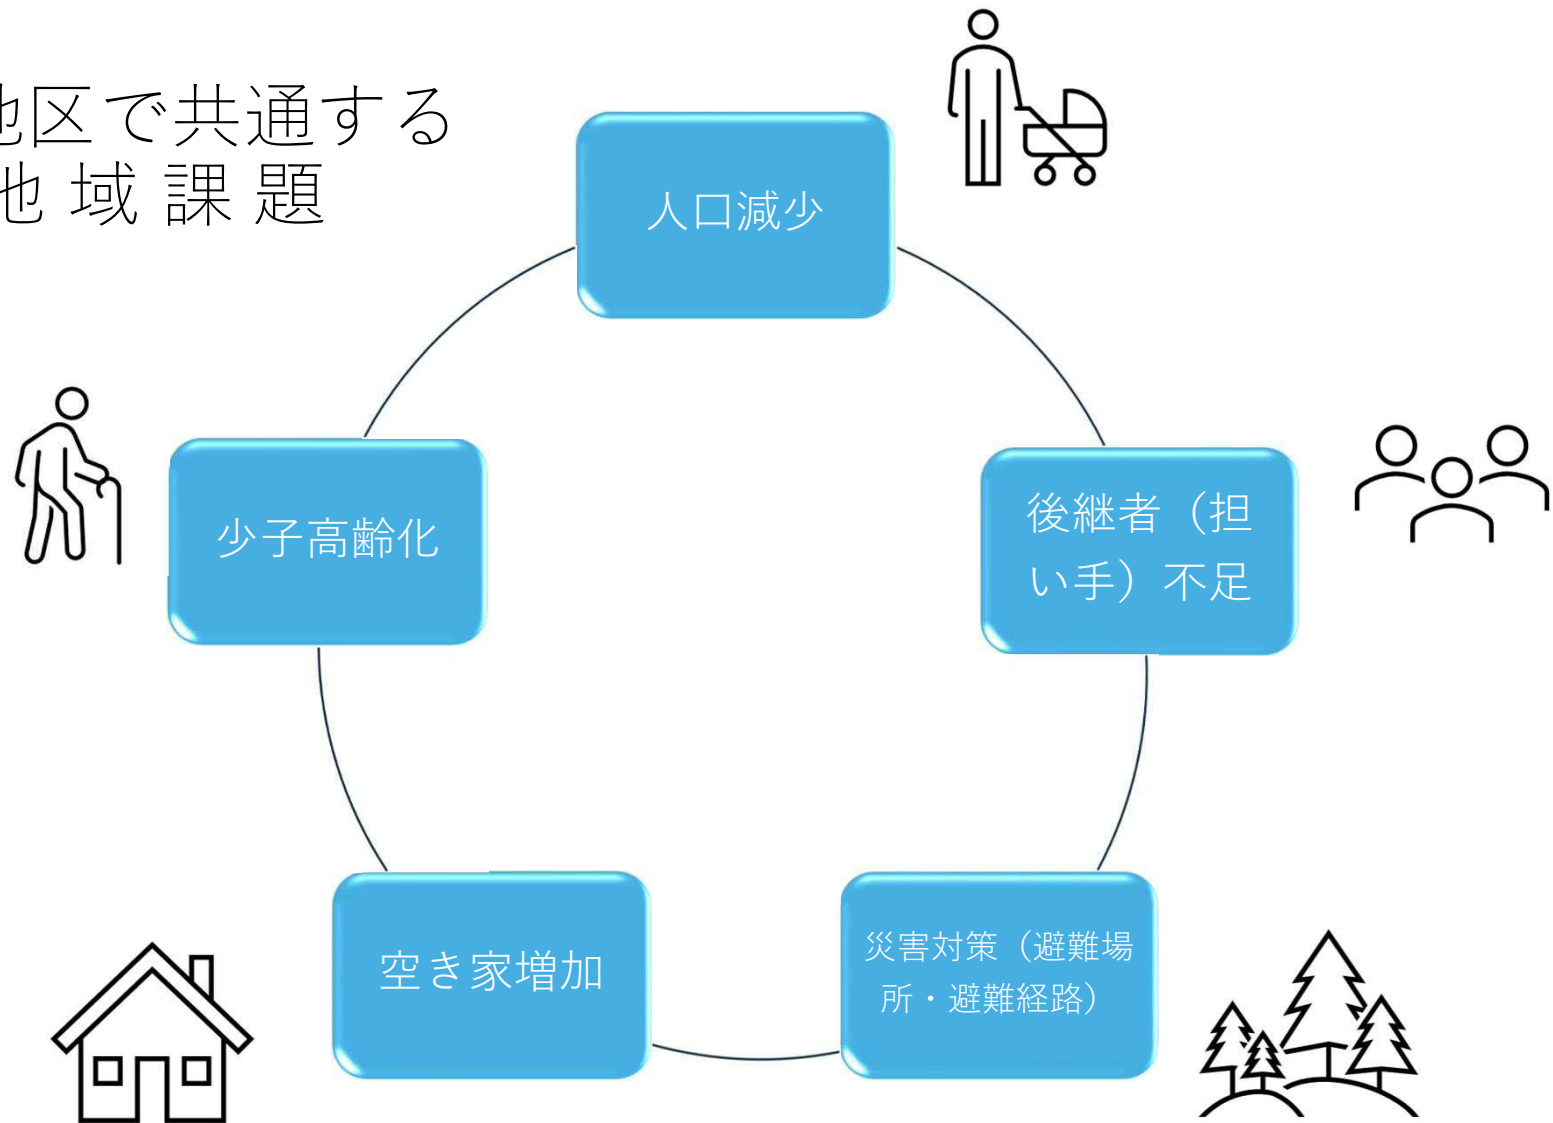 地区で共通する
地域課題
人口減少
後継者（担
い手）不足
災害対策（避難場
所・避難経路）
空き家増加
少子高齢化